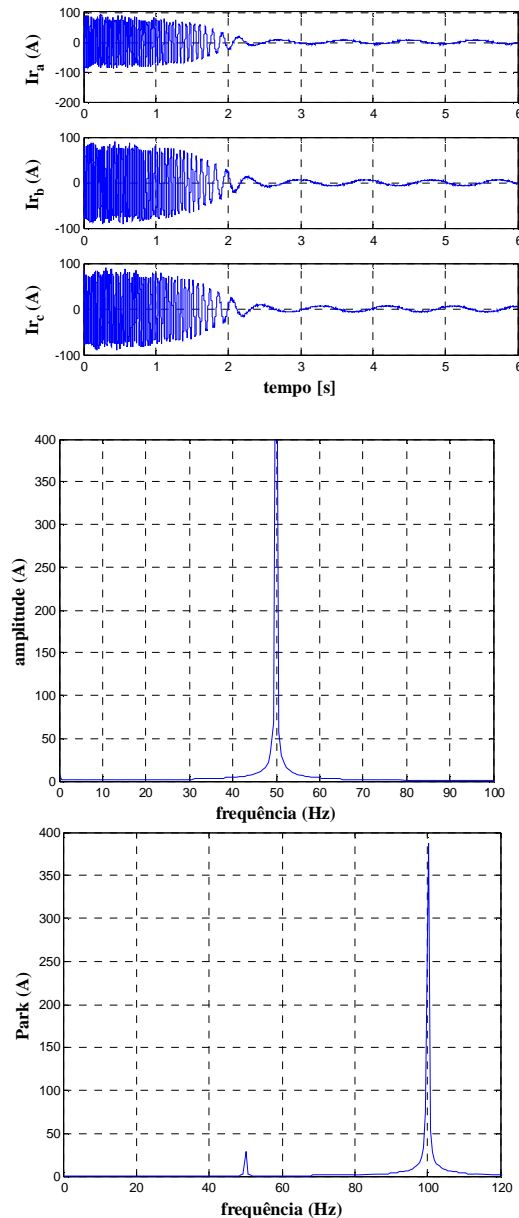 Ir_a (A)
100
0
-100
-200
0 1 2 3 4 5 6
Ir_b (A)
100
0
-100
0 1 2 3 4 5 6
Ir_c (A)
100
0
-100
0 1 2 3 4 5 6
tempo [s]
amplitude (A)
400
350
300
250
200
150
100
50
0
0 10 20 30 40 50 60 70 80 90 100
frequência (Hz)
Park (A)
400
350
300
250
200
150
100
50
0
0 20 40 60 80 100 120
frequência (Hz)